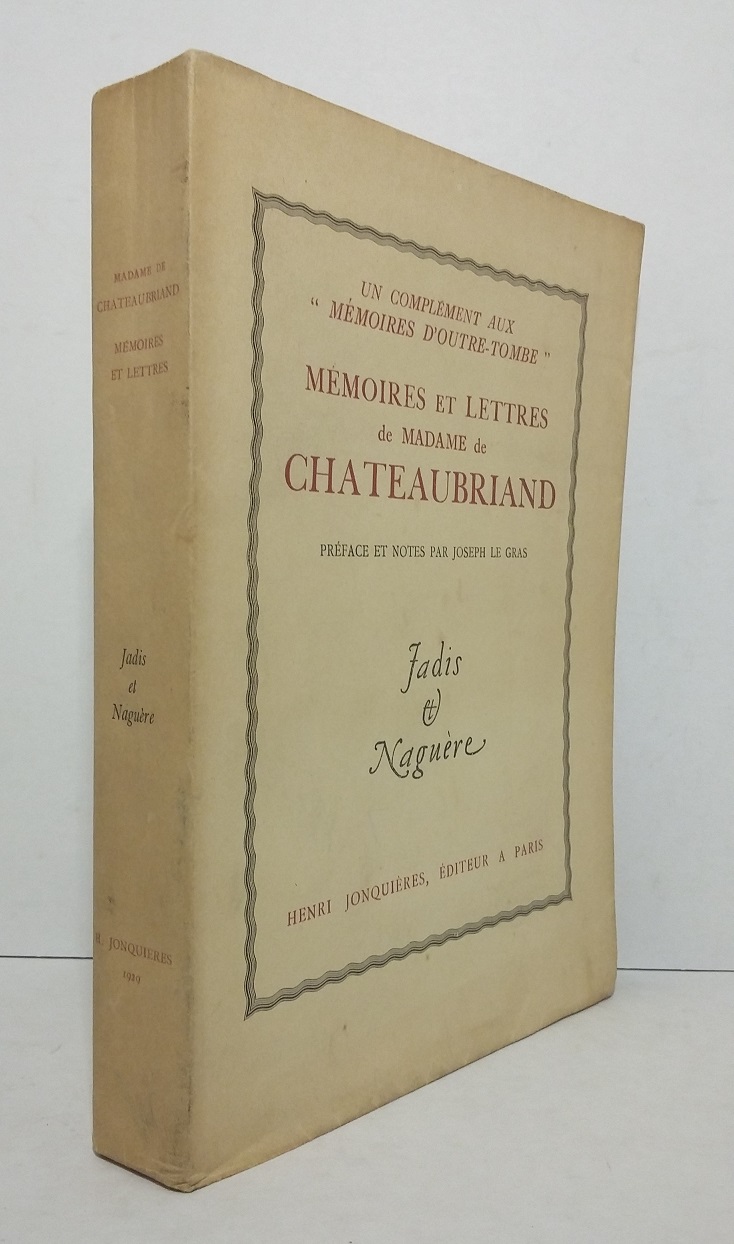 MADAME DE
CHATEAUBRIAND
MÉMOIRES
ET LETTRES
Jadis
et
Naguère
H. JONQUIÈRES
1929
UN COMPLÉMENT AUX
“ MÉMOIRES D'OUTRE-TOMBE ”
MÉMOIRES ET LETTRES
de MADAME de
CHATEAUBRIAND
PRÉFACE ET NOTES PAR JOSEPH LE GRAS
Jadis
et
Naguère
HENRI JONQUIÈRES, ÉDITEUR A PARIS